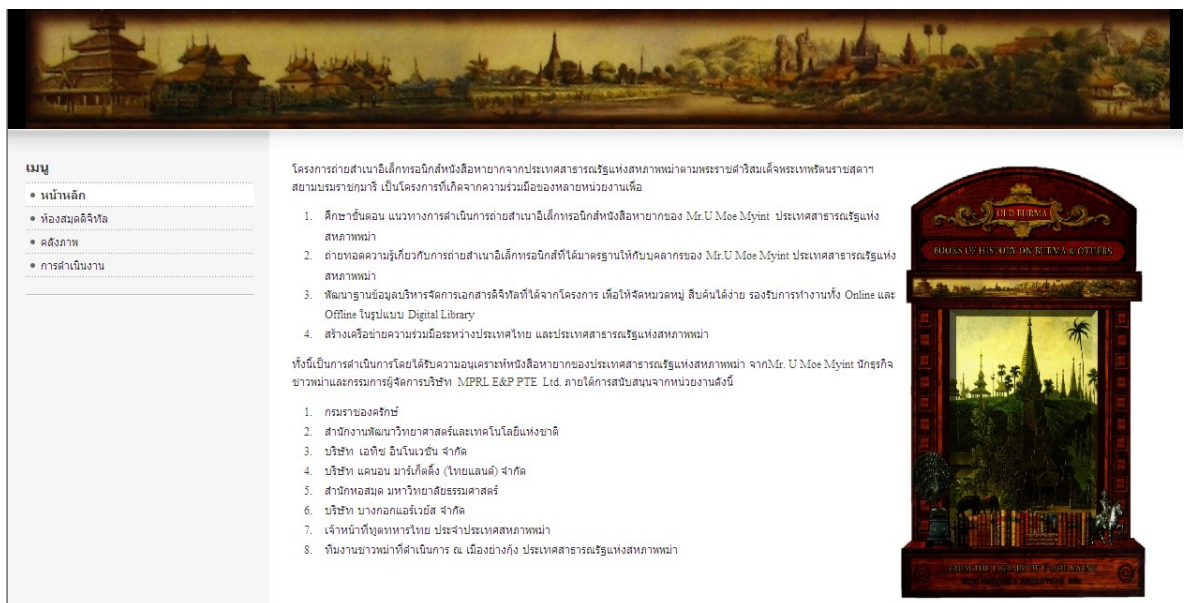 เมนู
หน้าหลัก
ห้องสมุดดิจิทัล
คลังภาพ
การดำเนินงาน
โครงการถ่ายสำเนาอิเล็กทรอนิกส์หนังสือหายากจากประเทศสาธารณรัฐแห่งสหภาพพม่าตามพระราชดำริสมเด็จพระเทพรัตนราชสุดาฯ
สยามบรมราชกุมารี เป็นโครงการที่เกิดจากความร่วมมือของหลายหน่วยงานเพื่อ
1. ศึกษาขั้นตอน แนวทางการดำเนินการถ่ายสำเนาอิเล็กทรอนิกส์หนังสือหายากของ Mr.U Moe Myint ประเทศสาธารณรัฐแห่ง
สหภาพพม่า
2. ถ่ายทอดความรู้เกี่ยวกับการถ่ายสำเนาอิเล็กทรอนิกส์ที่ได้มาตรฐานให้กับบุคลากรของ Mr.U Moe Myint ประเทศสาธารณรัฐแห่ง
สหภาพพม่า
3. พัฒนาฐานข้อมูลบริหารจัดการเอกสารดิจิทัลที่ได้จากโครงการ เพื่อให้จัดหมวดหมู่ สืบค้นได้ง่าย รองรับการทำงานทั้ง Online และ
Offline ในรูปแบบ Digital Library
4. สร้างเครือข่ายความร่วมมือระหว่างประเทศไทย และประเทศสาธารณรัฐแห่งสหภาพพม่า
ทั้งนี้เป็นการดำเนินการโดยได้รับความอนุเคราะห์หนังสือหายากของประเทศสาธารณรัฐแห่งสหภาพพม่า จากMr. U Moe Myint นักธุรกิจ
ชาวพม่าและกรรมการผู้จัดการบริษัท MPRL E&P PTE Ltd. ภายใต้การสนับสนุนจากหน่วยงานดังนี้
1. กรมราชองครักษ์
2. สำนักงานพัฒนาวิทยาศาสตร์และเทคโนโลยีแห่งชาติ
3. บริษัท เอทิซ อินโนเวชั่น จำกัด
4. บริษัท แคนอน มาร์เก็ตติ้ง (ไทยแลนด์) จำกัด
5. สำนักหอสมุด มหาวิทยาลัยธรรมศาสตร์
6. บริษัท บางกอกแอร์เวย์ส จำกัด
7. เจ้าหน้าที่ทูตทหารไทย ประจำประเทศสหภาพพม่า
8. ทีมงานชาวพม่าที่ดำเนินการ ณ เมืองย่างกุ้ง ประเทศสาธารณรัฐแห่งสหภาพพม่า
OLD BURMA
BOOKS OF HISTORY ON BURMA & OTHERS
FROM THE LIBRARY OF U MOE MYINT